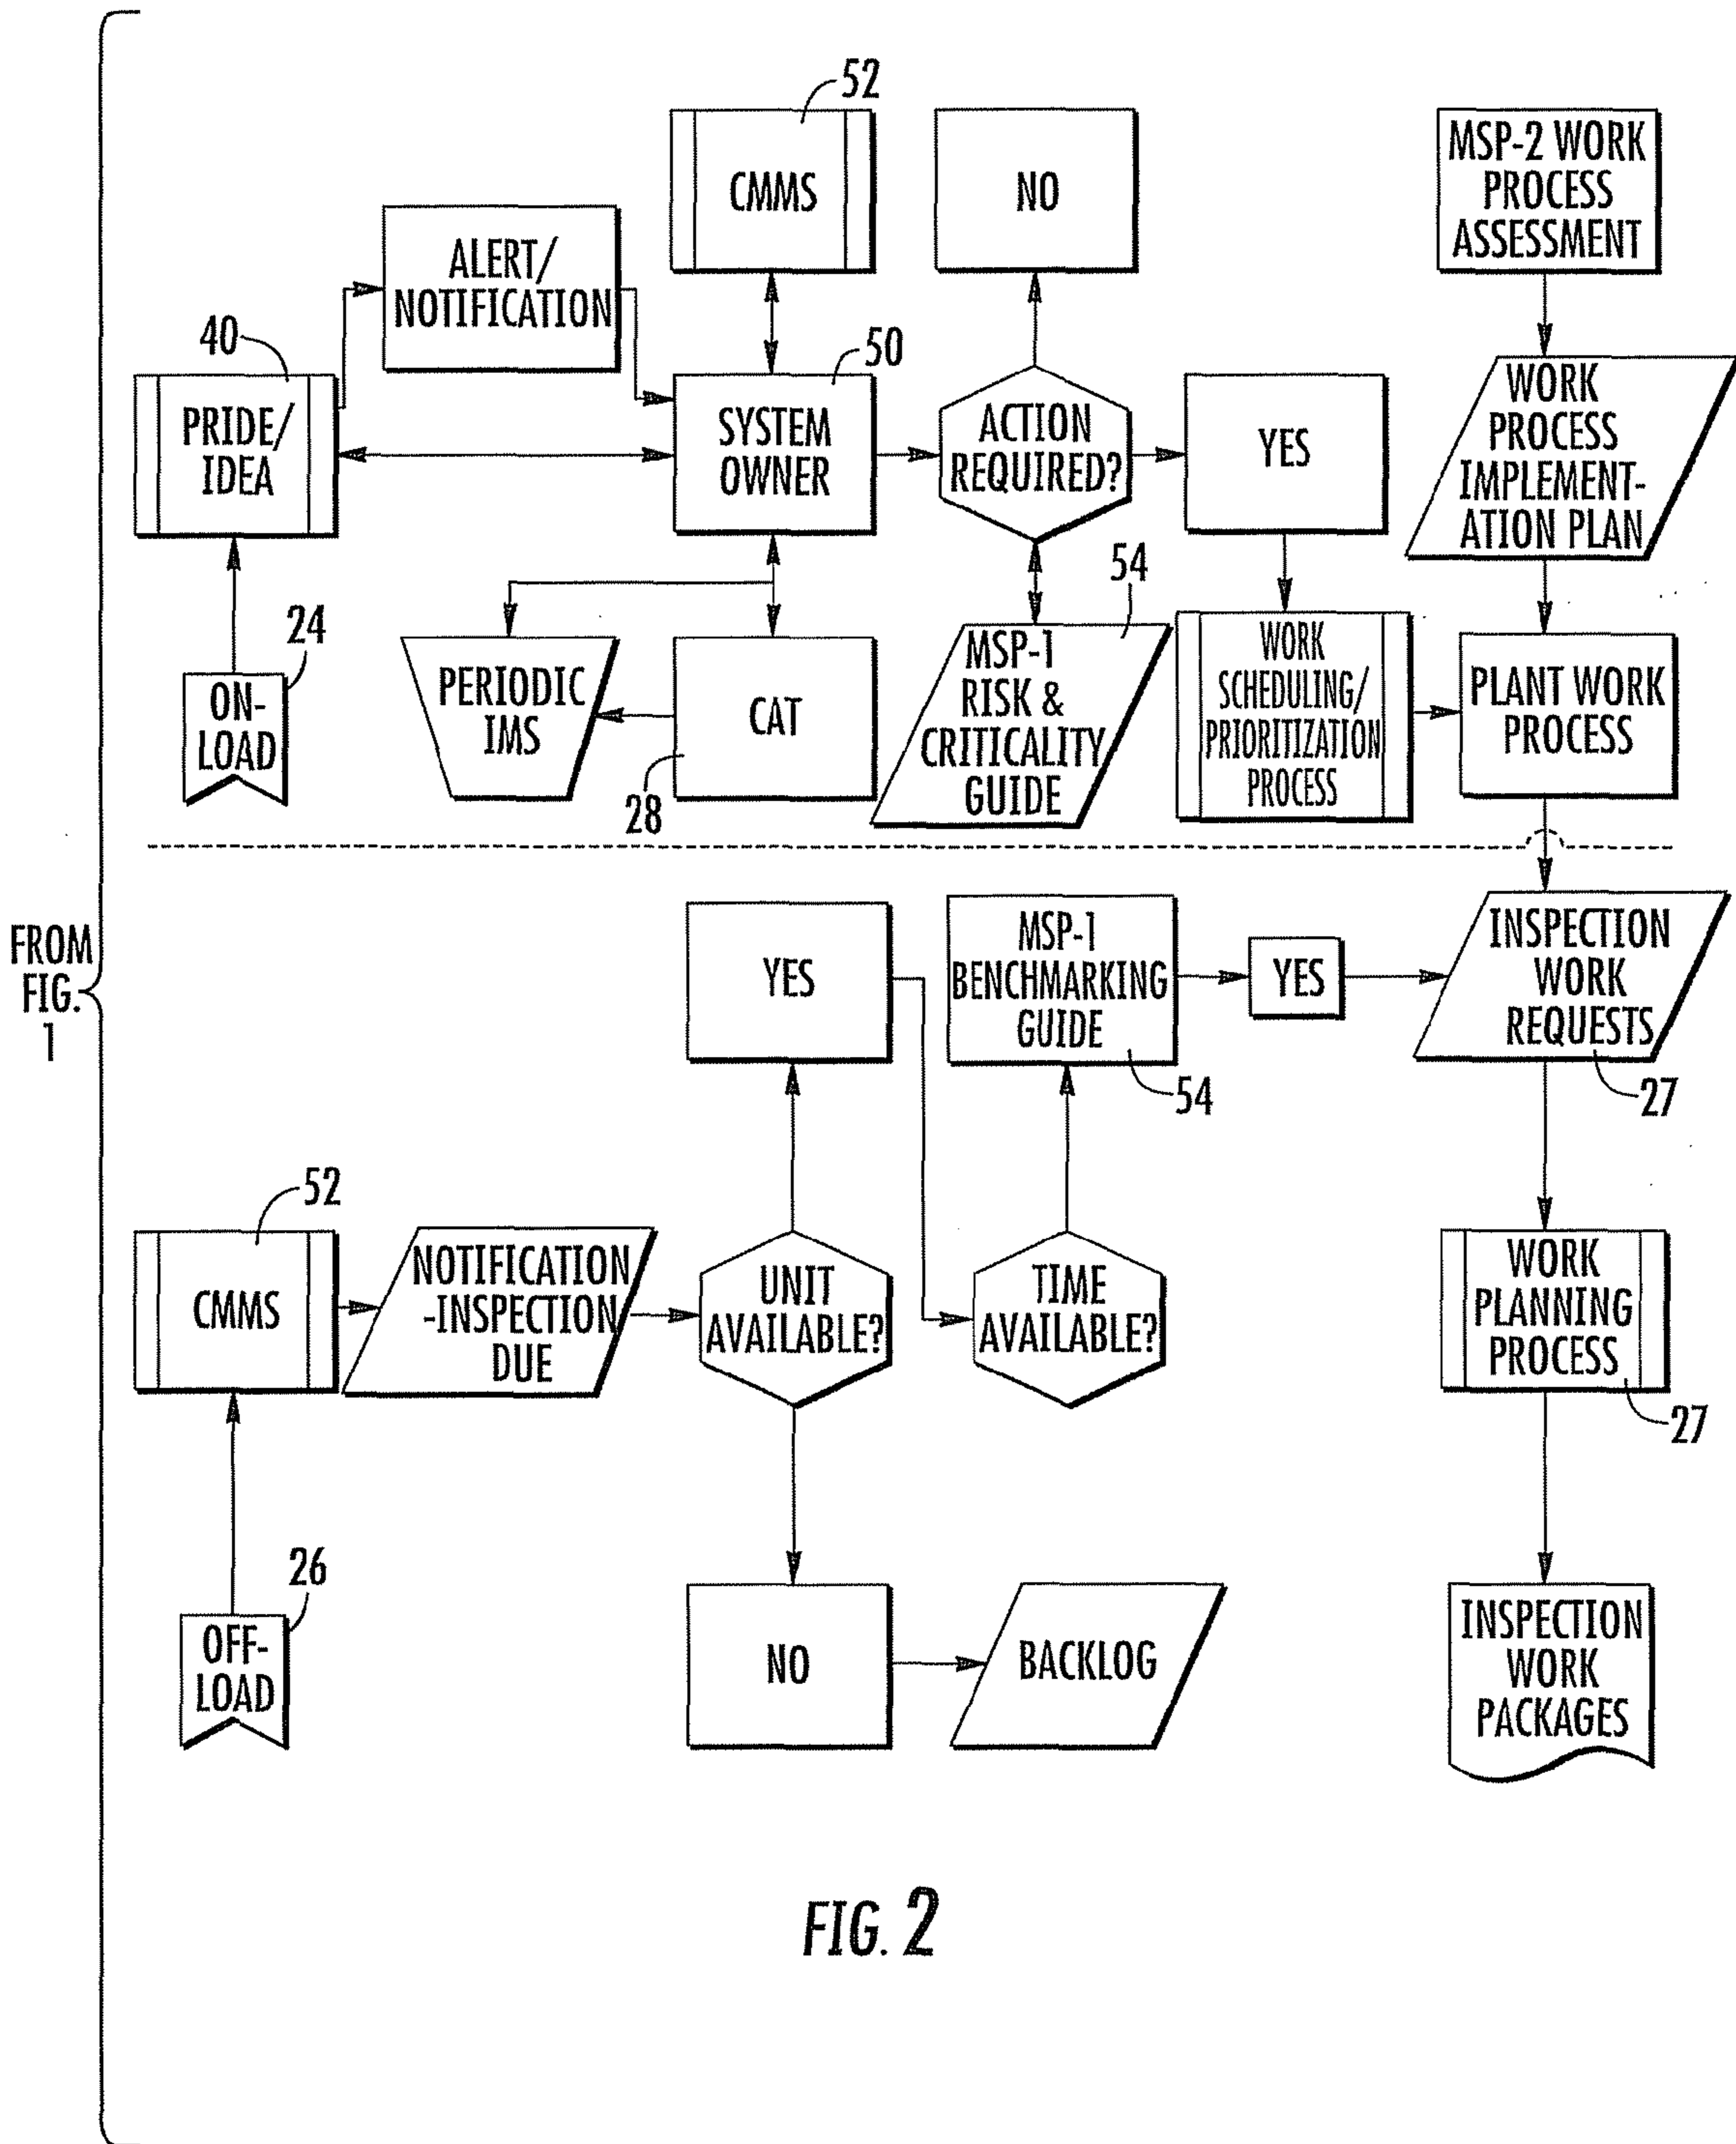 FROM
FIG.
1
52
CMMS
NO
MSP-2 WORK
PROCESS
ASSESSMENT
ALERT/
NOTIFICATION
40
PRIDE/
IDEA
50
SYSTEM
OWNER
ACTION
REQUIRED?
YES
WORK
PROCESS
IMPLEMENT-
ATION PLAN
24
ON-
LOAD
PERIODIC
IMS
CAT
28
54
MSP-1
RISK &
CRITICALITY
GUIDE
WORK
SCHEDULING/
PRIORITIZATION
PROCESS
PLANT WORK
PROCESS
YES
MSP-1
BENCHMARKING
GUIDE
54
YES
INSPECTION
WORK
REQUESTS
27
52
CMMS
NOTIFICATION
-INSPECTION
DUE
UNIT
AVAILABLE?
TIME
AVAILABLE?
WORK
PLANNING
PROCESS
27
26
OFF-
LOAD
NO
BACKLOG
INSPECTION
WORK
PACKAGES
FIG. 2